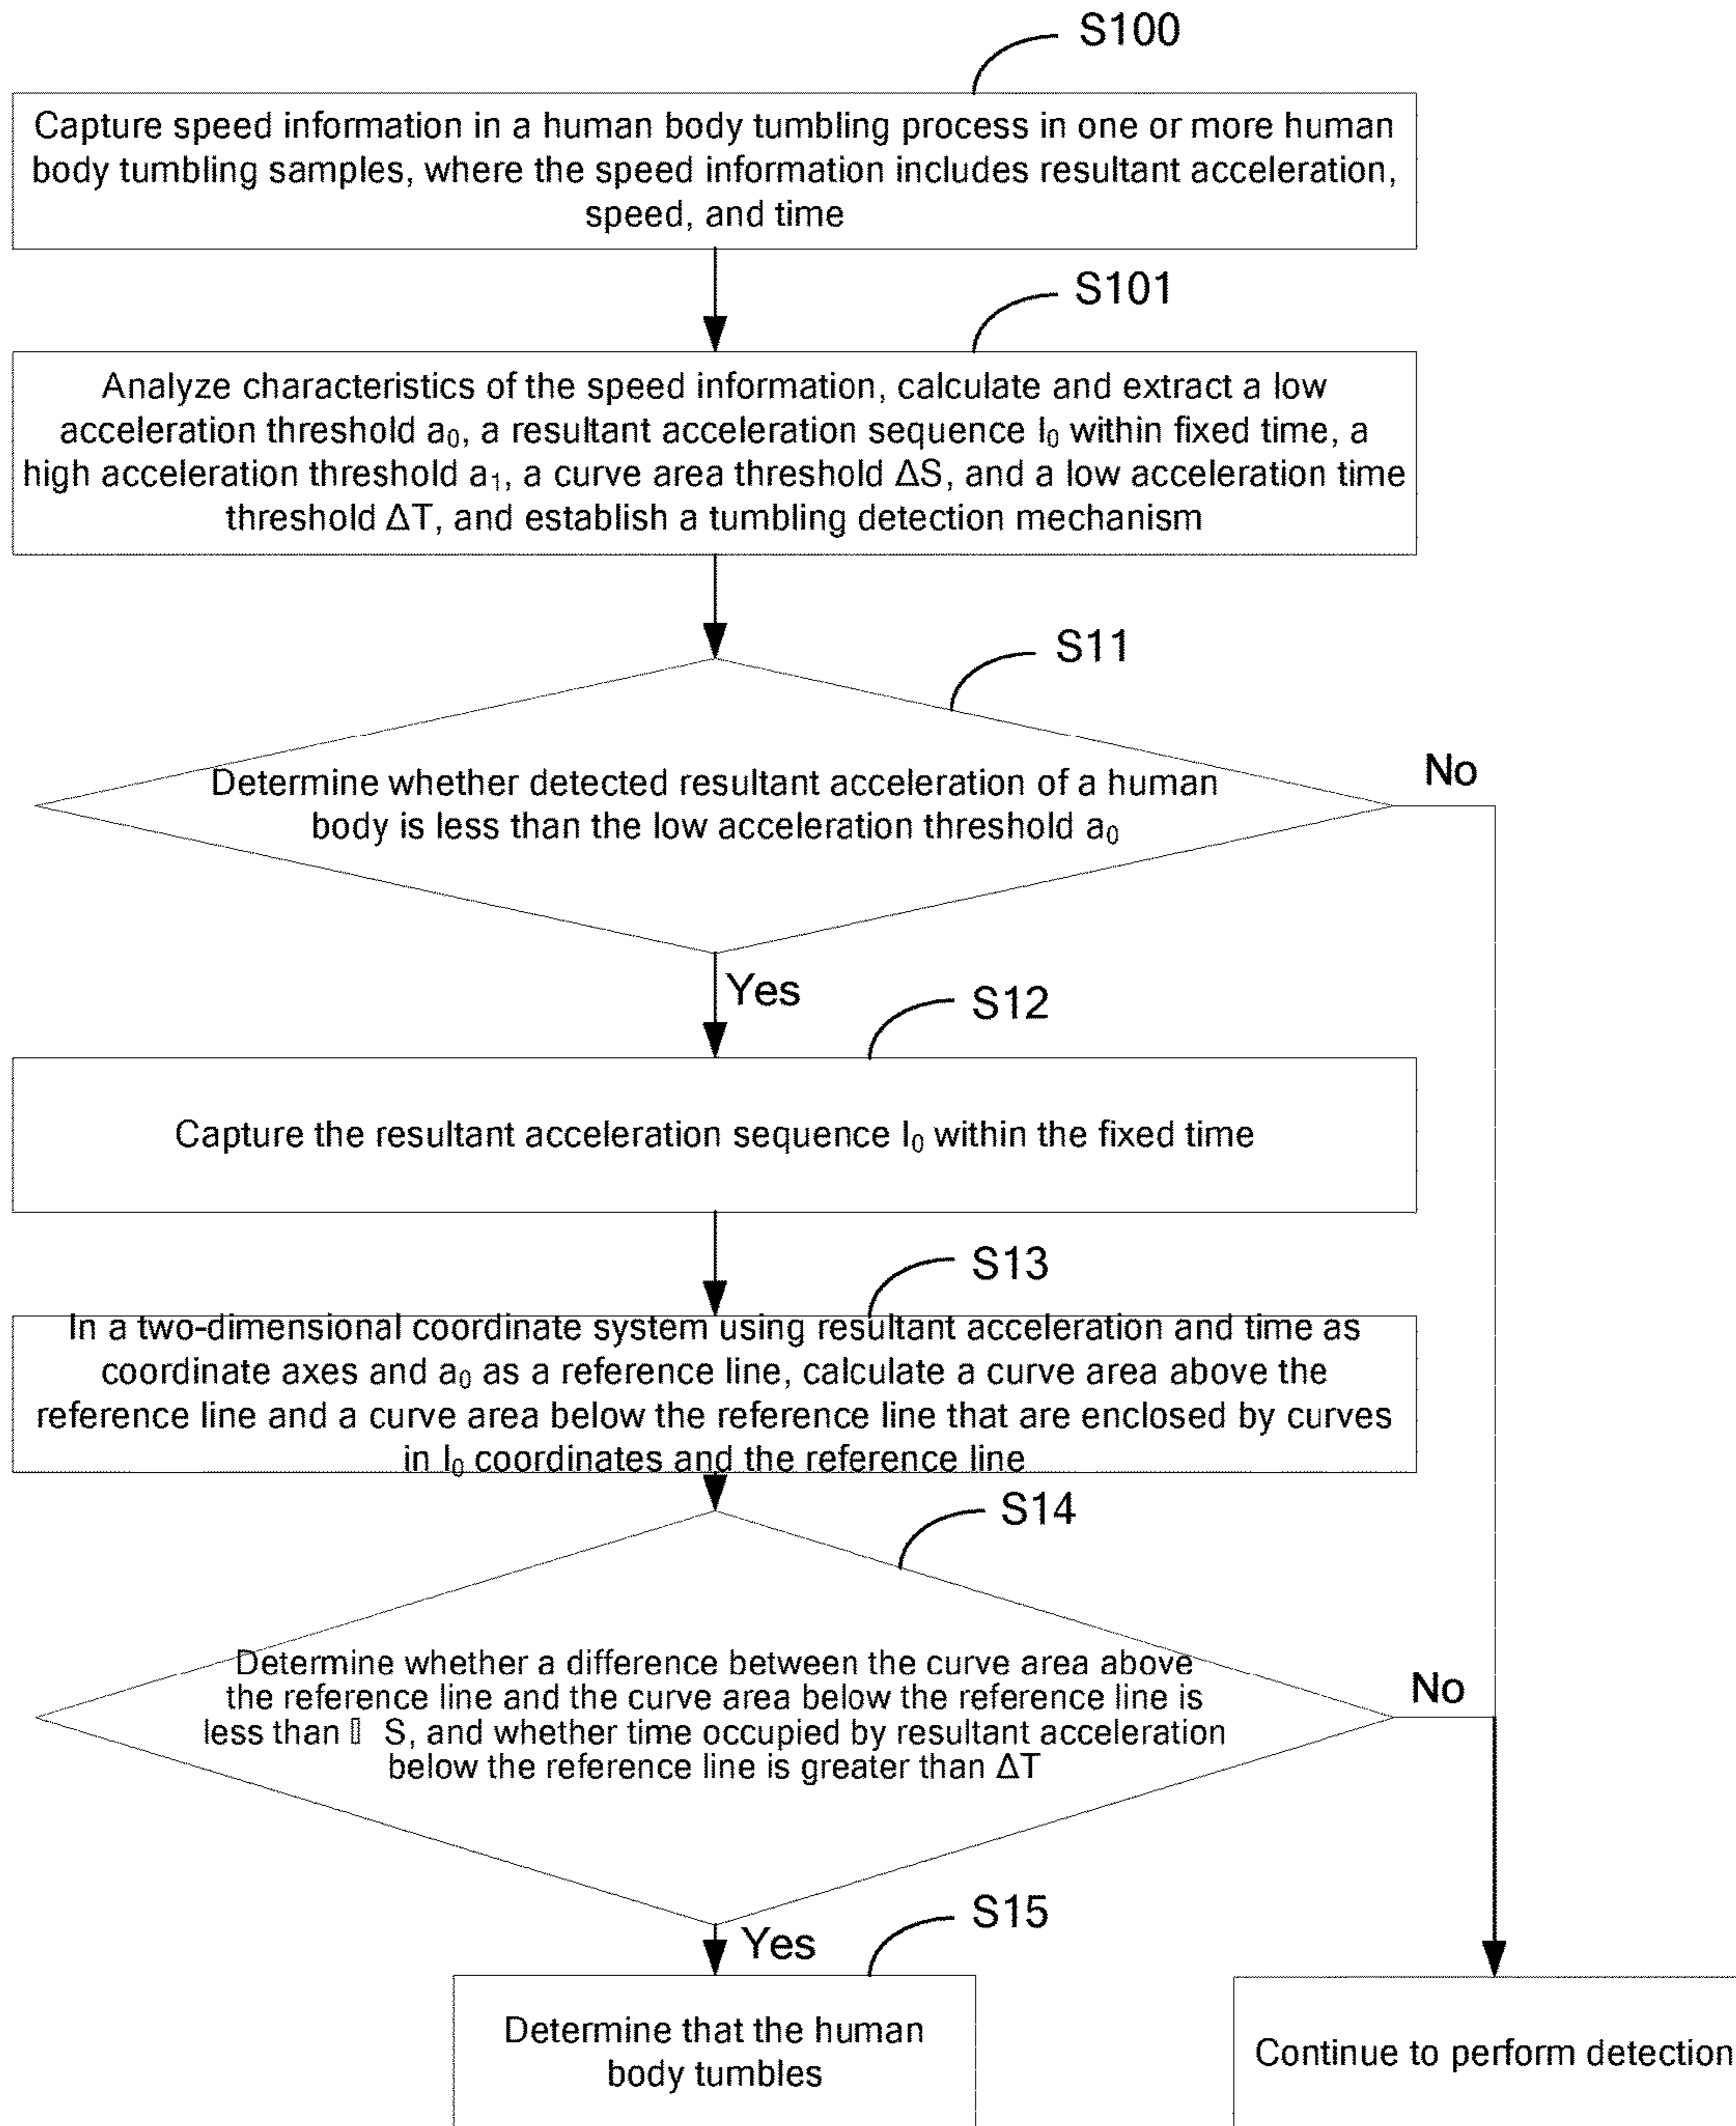 S100
Capture speed information in a human body tumbling process in one or more human
body tumbling samples, where the speed information includes resultant acceleration,
speed, and time
S101
Analyze characteristics of the speed information, calculate and extract a low
acceleration threshold a₀, a resultant acceleration sequence l₀ within fixed time, a
high acceleration threshold a₁, a curve area threshold ΔS, and a low acceleration time
threshold ΔT, and establish a tumbling detection mechanism
S11
Determine whether detected resultant acceleration of a human
body is less than the low acceleration threshold a₀
No
Yes
S12
Capture the resultant acceleration sequence l₀ within the fixed time
S13
In a two-dimensional coordinate system using resultant acceleration and time as
coordinate axes and a₀ as a reference line, calculate a curve area above the
reference line and a curve area below the reference line that are enclosed by curves
in l₀ coordinates and the reference line
S14
Determine whether a difference between the curve area above
the reference line and the curve area below the reference line is
less than ▯ S, and whether time occupied by resultant acceleration
below the reference line is greater than ΔT
No
Yes
S15
Determine that the human
body tumbles
Continue to perform detection